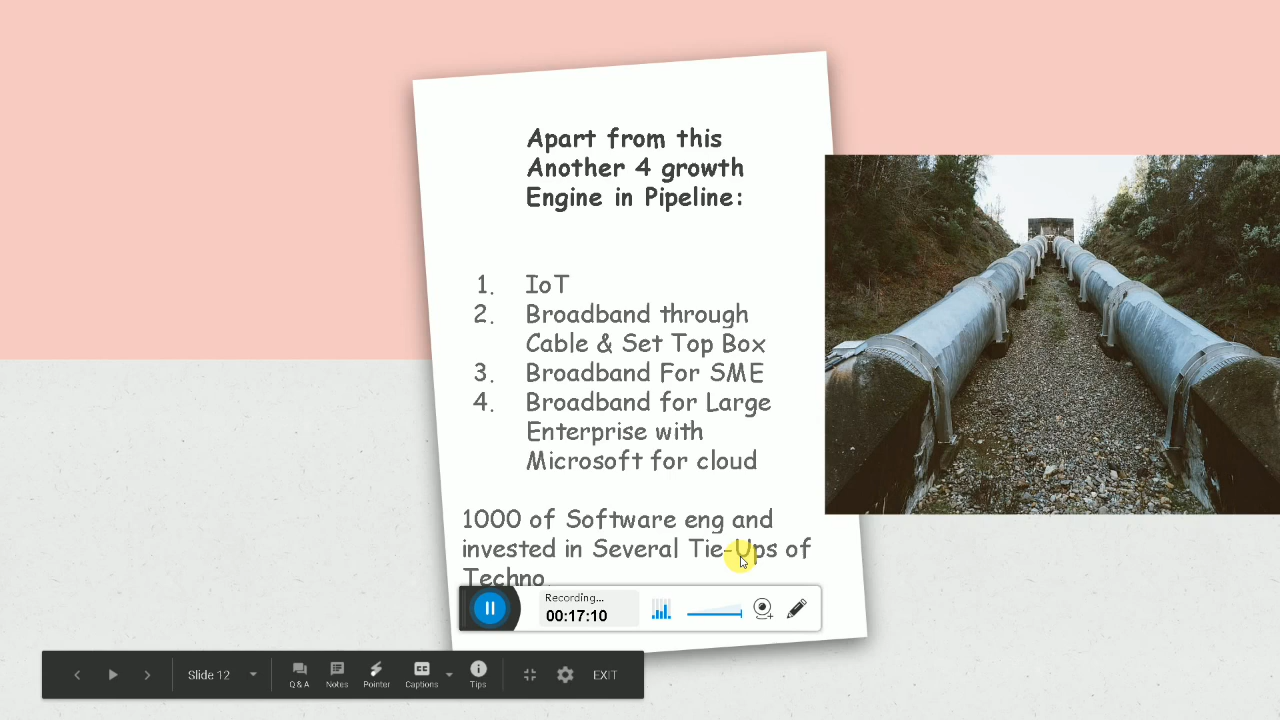 Apart from this
Another 4 growth
Engine in Pipeline:
1. IoT
2. Broadband through
Cable & Set Top Box
3. Broadband For SME
4. Broadband for Large
Enterprise with
Microsoft for cloud
1000 of Software eng and
invested in Several Tie-Ups of
Techno
Recording...
00:17:10
Slide 12
Q & A
Notes
Pointer
CC
Captions
Tips
EXIT